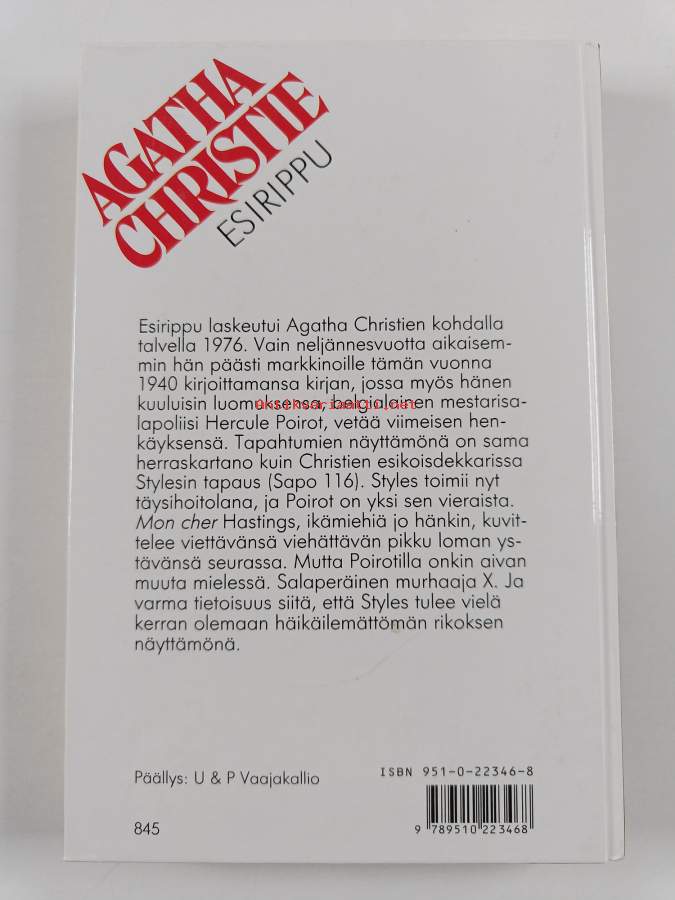 AGATHA
CHRISTIE
ESIRIPPU
Esirippu laskeutui Agatha Christien kohdalla
talvella 1976. Vain neljännesvuotta aikaisem-
min hän päästi markkinoille tämän vuonna
1940 kirjoittamansa kirjan, jossa myös hänen
kuuluisin luomuksensa, belgialainen mestarisa-
Antikvariaatti.net
lapoliisi Hercule Poirot, vetää viimeisen hen-
käyksensä. Tapahtumien näyttämönä on sama
herraskartano kuin Christien esikoisdekkarissa
Stylesin tapaus (Sapo 116). Styles toimii nyt
täysihoitolana, ja Poirot on yksi sen vieraista.
Mon cher Hastings, ikämiehiä jo hänkin, kuvit-
telee viettävänsä viehättävän pikku loman ys-
tävänsä seurassa. Mutta Poirotilla onkin aivan
muuta mielessä. Salaperäinen murhaaja X. Ja
varma tietoisuus siitä, että Styles tulee vielä
kerran olemaan häikäilemättömän rikoksen
näyttämönä.
Päällys: U & P Vaajakallio
ISBN 951-0-22346-8
9 789510 223468
845